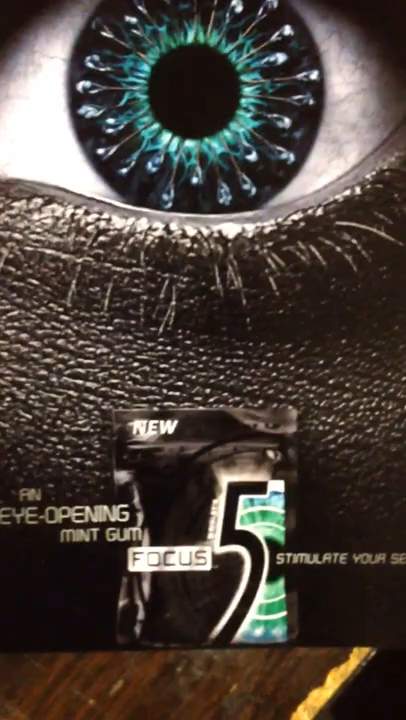 NEW
AN
EYE-OPENING
MINT GUM
FOCUS
5
STIMULATE YOUR SE